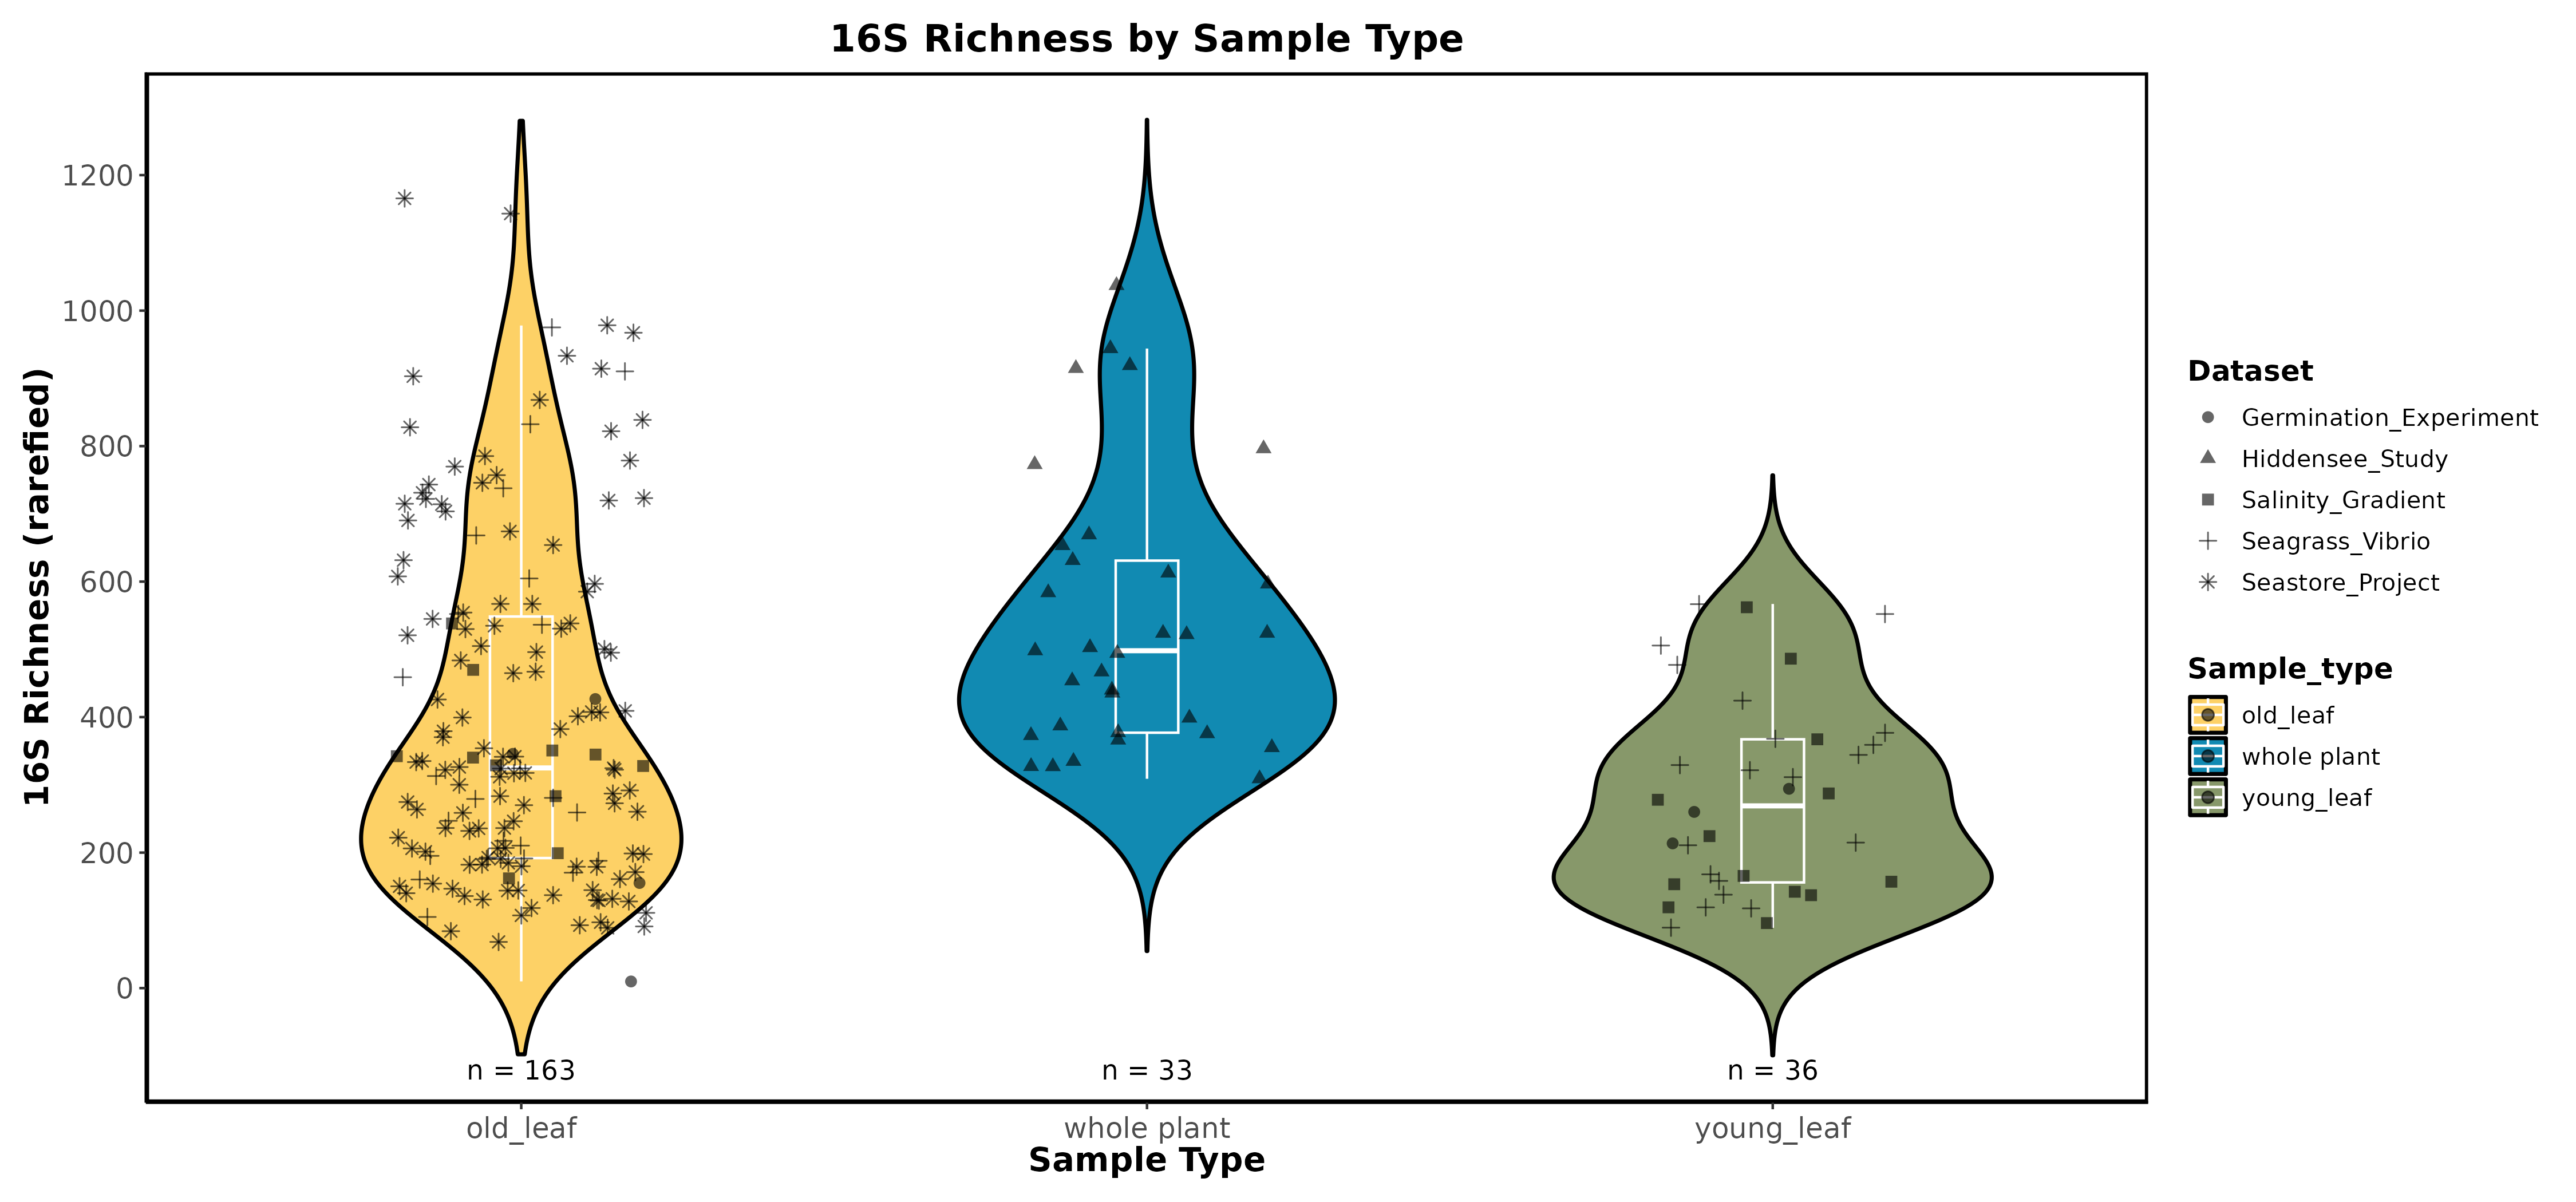 16S Richness by Sample Type
16S Richness (rarefied)
1200
1000
800
600
400
200
0
n = 163
n = 33
n = 36
old_leaf
whole plant
young_leaf
Sample Type
Dataset
Germination_Experiment
Hiddensee_Study
Salinity_Gradient
Seagrass_Vibrio
Seastore_Project
Sample_type
old_leaf
whole plant
young_leaf